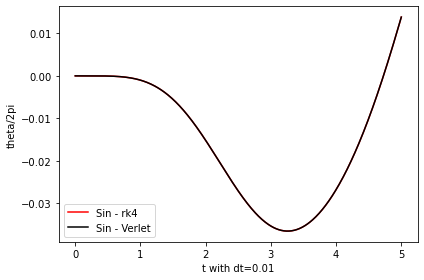 0.01
0.00
−0.01
−0.02
−0.03
theta/2pi
Sin - rk4
Sin - Verlet
0 1 2 3 4 5
t with dt=0.01